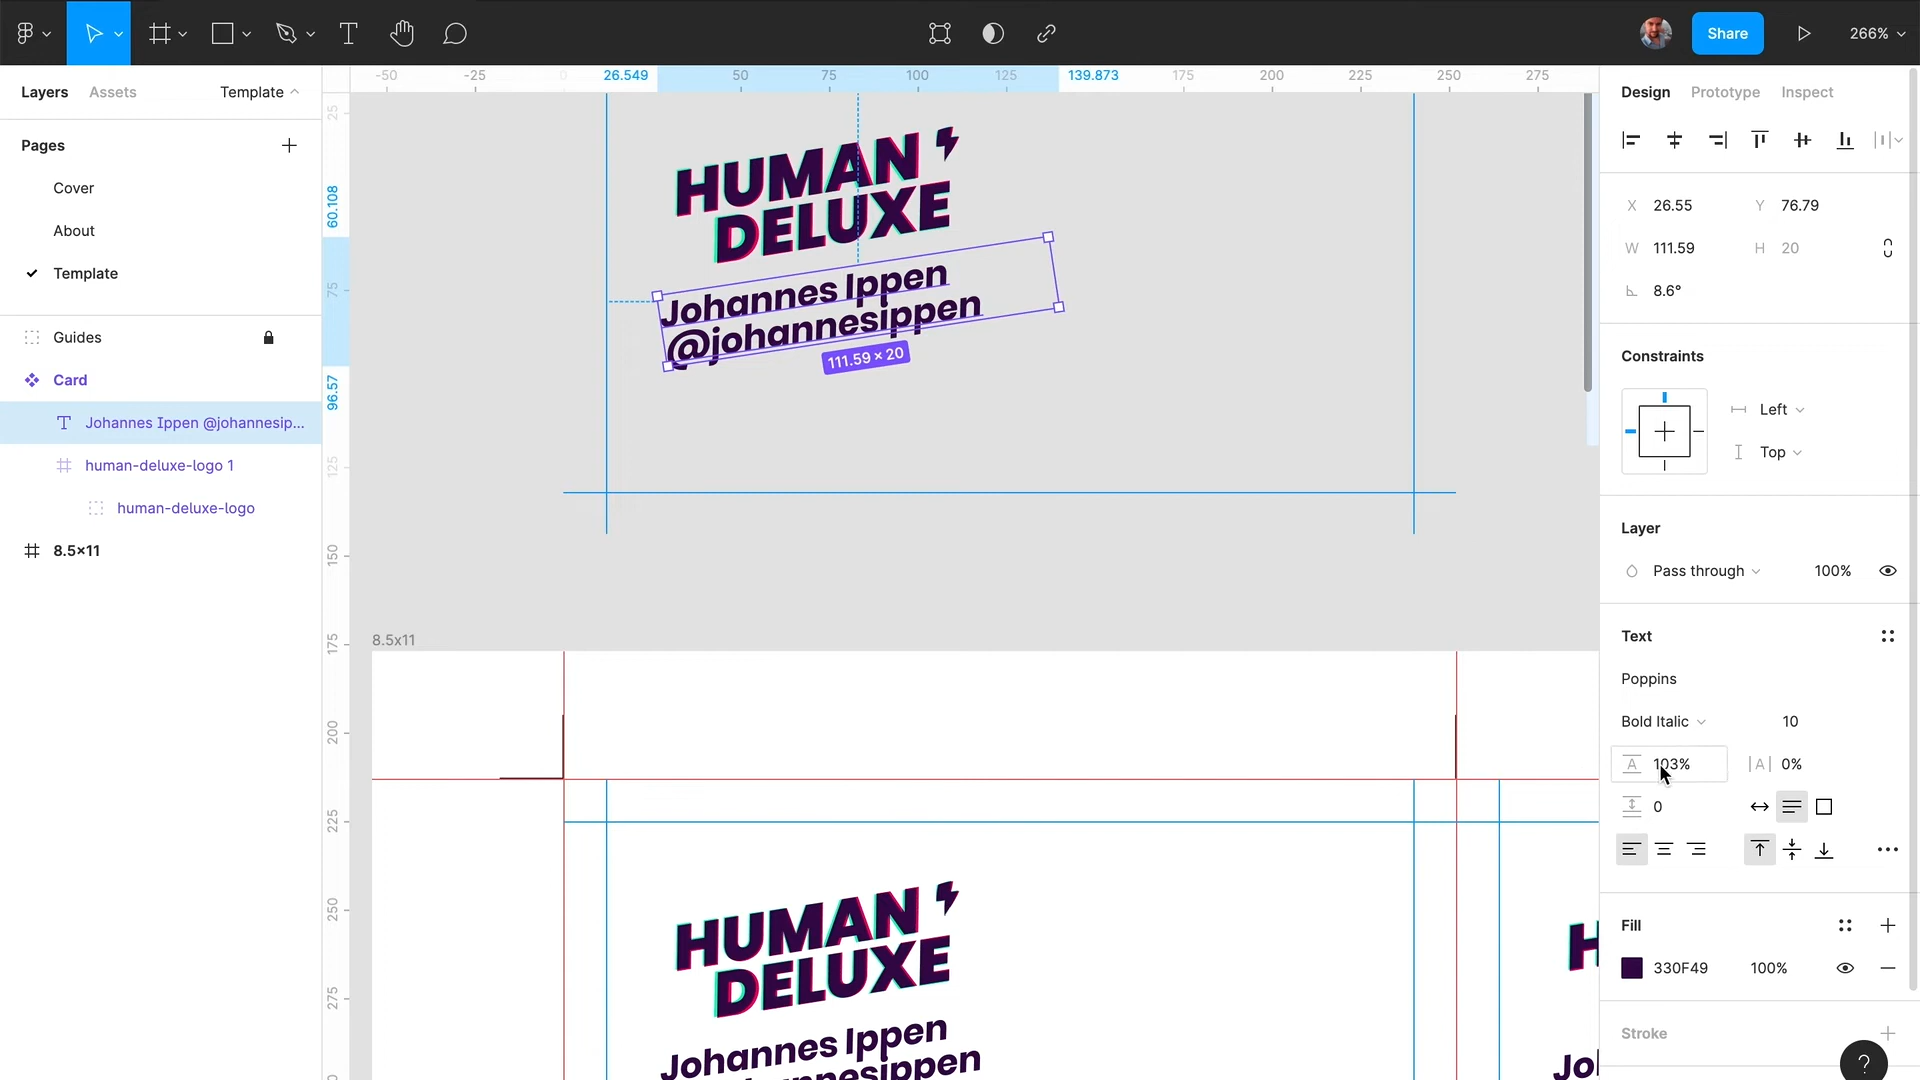 Share
266%
Layers
Assets
Template
Pages
Cover
About
Template
Guides
Card
Johannes Ippen @johannesip...
human-deluxe-logo 1
human-deluxe-logo
8.5×11
-50
-25
0
26.549
50
75
100
125
139.873
175
200
225
250
275
25
60.108
75
96.57
125
150
175
200
225
250
275
HUMAN
DELUXE
Johannes Ippen
@johannesippen
111.59 × 20
8.5x11
HUMAN
DELUXE
Johannes Ippen
Design
Prototype
Inspect
X 26.55
Y 76.79
W 111.59
H 20
8.6°
Constraints
Left
Top
Layer
Pass through
100%
Text
Poppins
Bold Italic
10
103%
0%
0
Fill
330F49
100%
Stroke
?